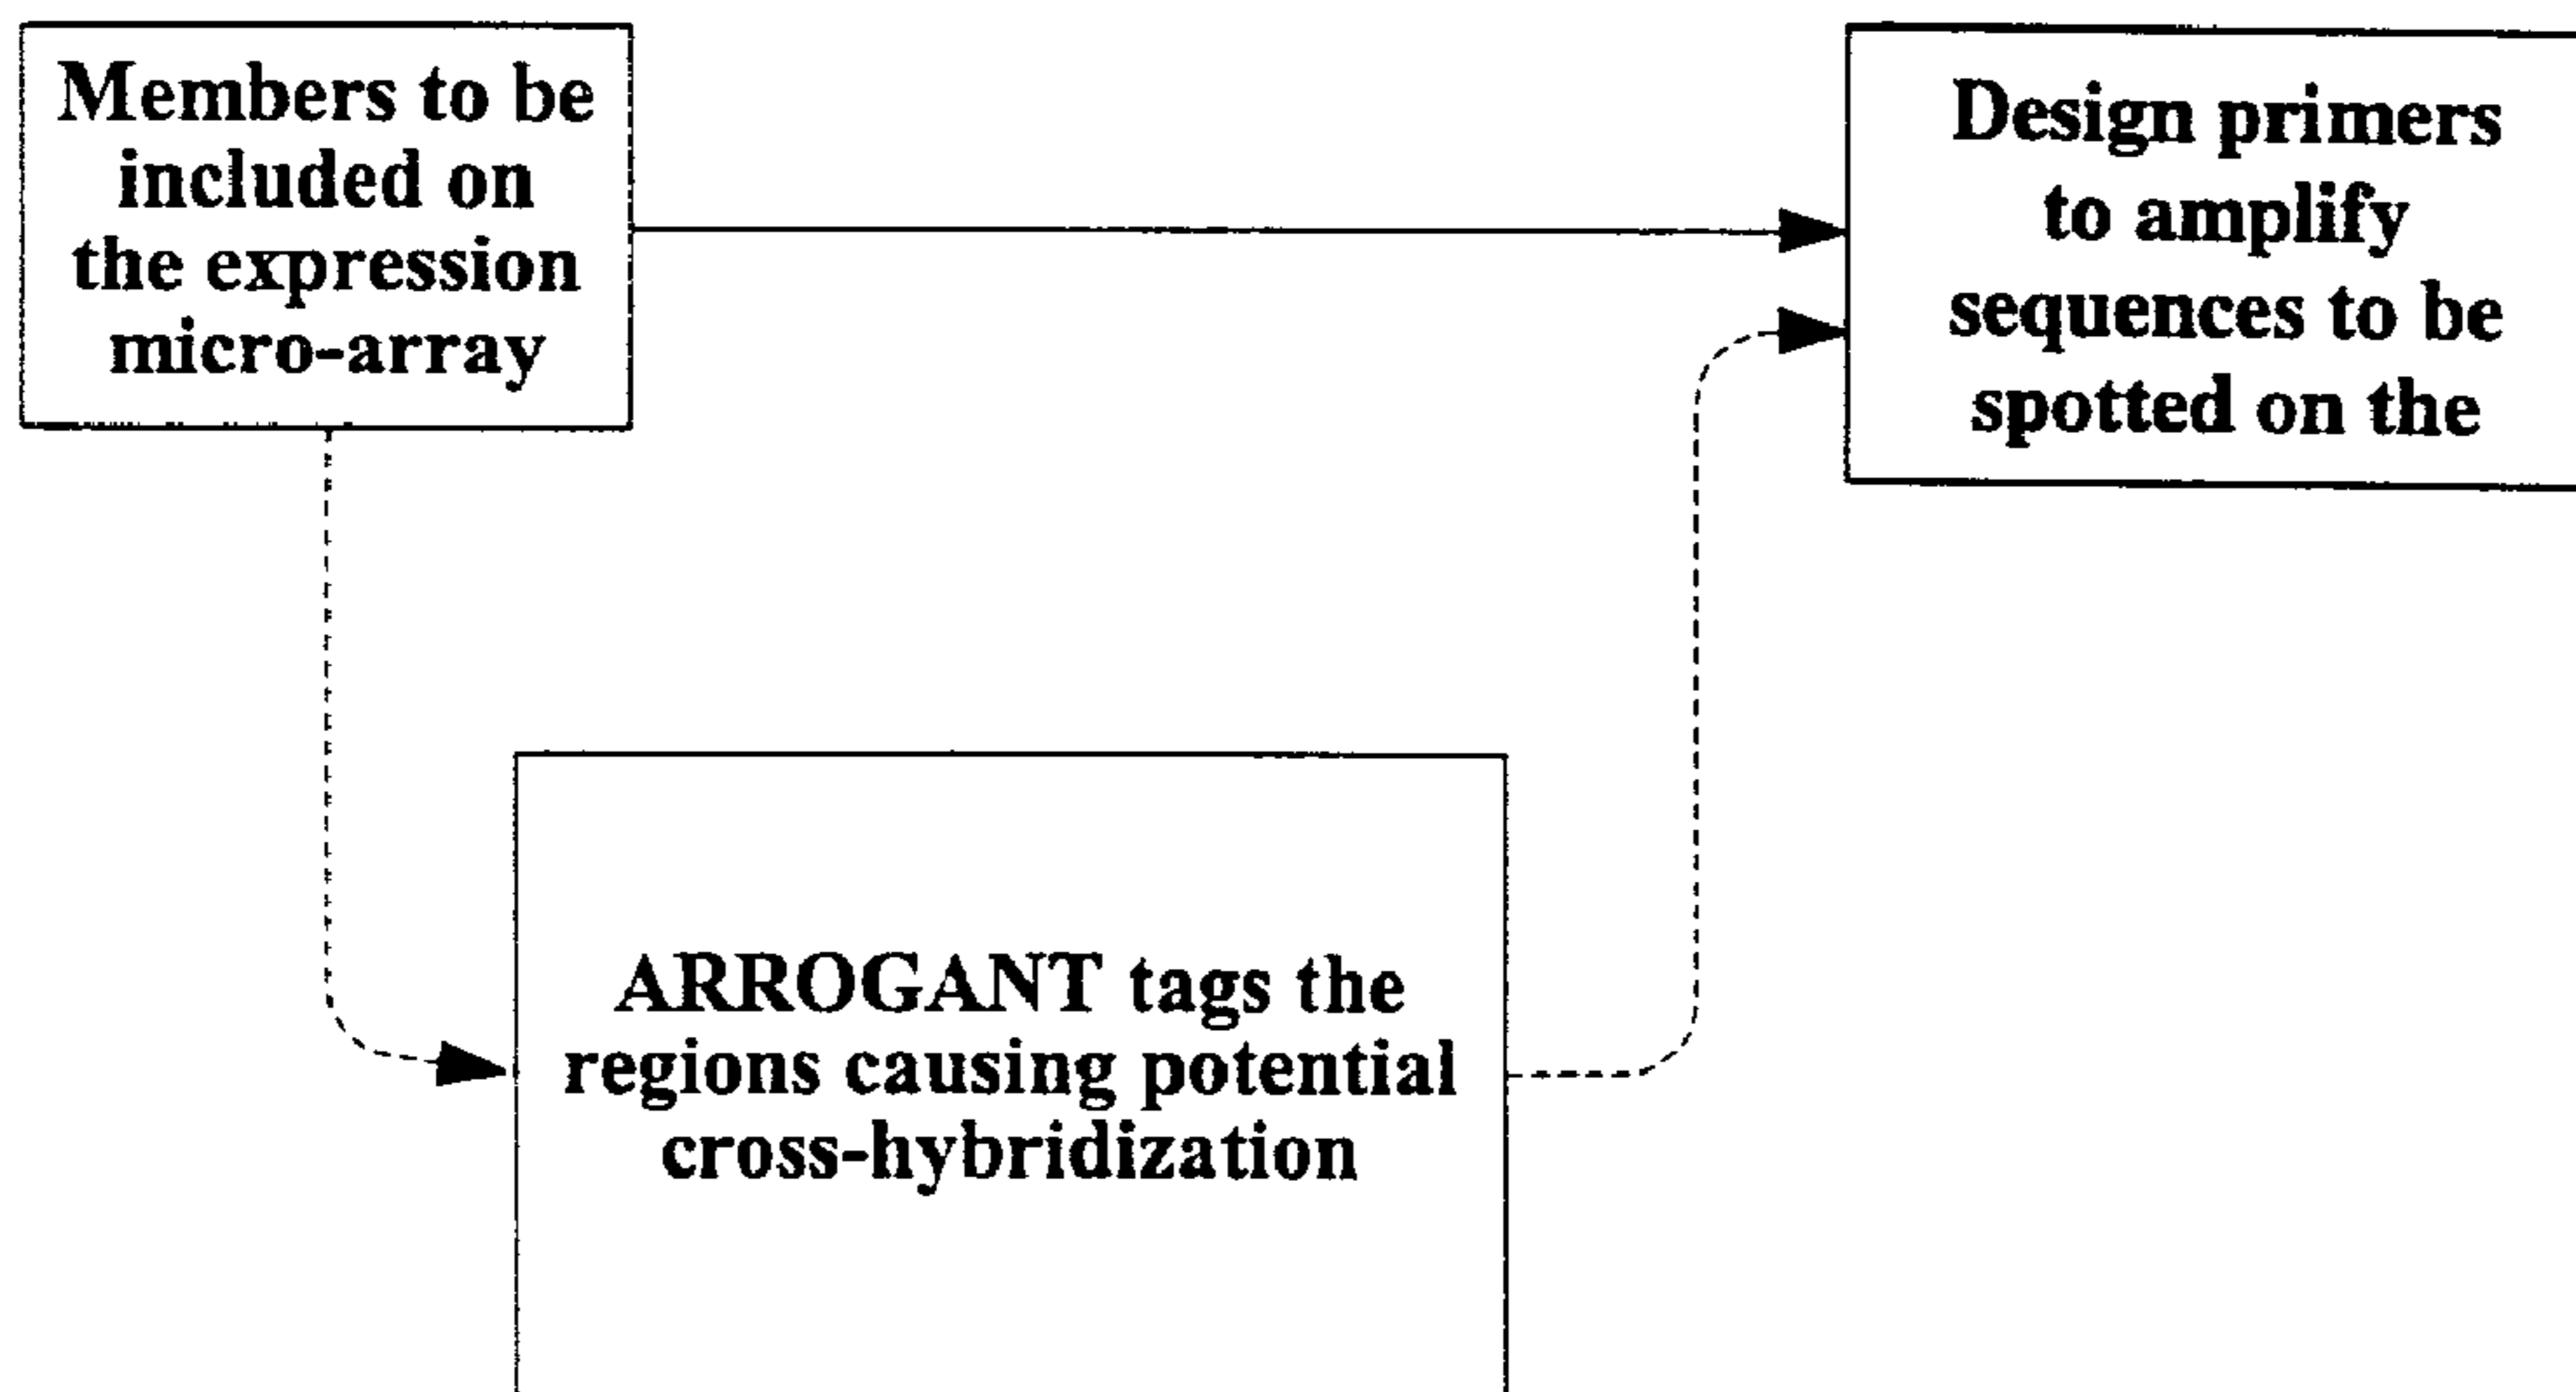 Members to be
included on
the expression
micro-array
Design primers
to amplify
sequences to be
spotted on the
ARROGANT tags the
regions causing potential
cross-hybridization